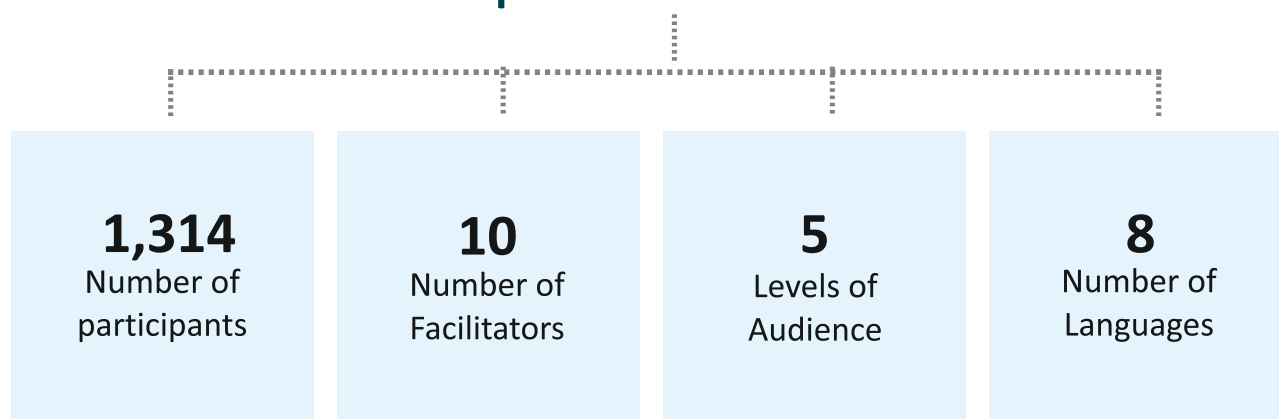 1,314
Number of
participants
10
Number of
Facilitators
5
Levels of
Audience
8
Number of
Languages